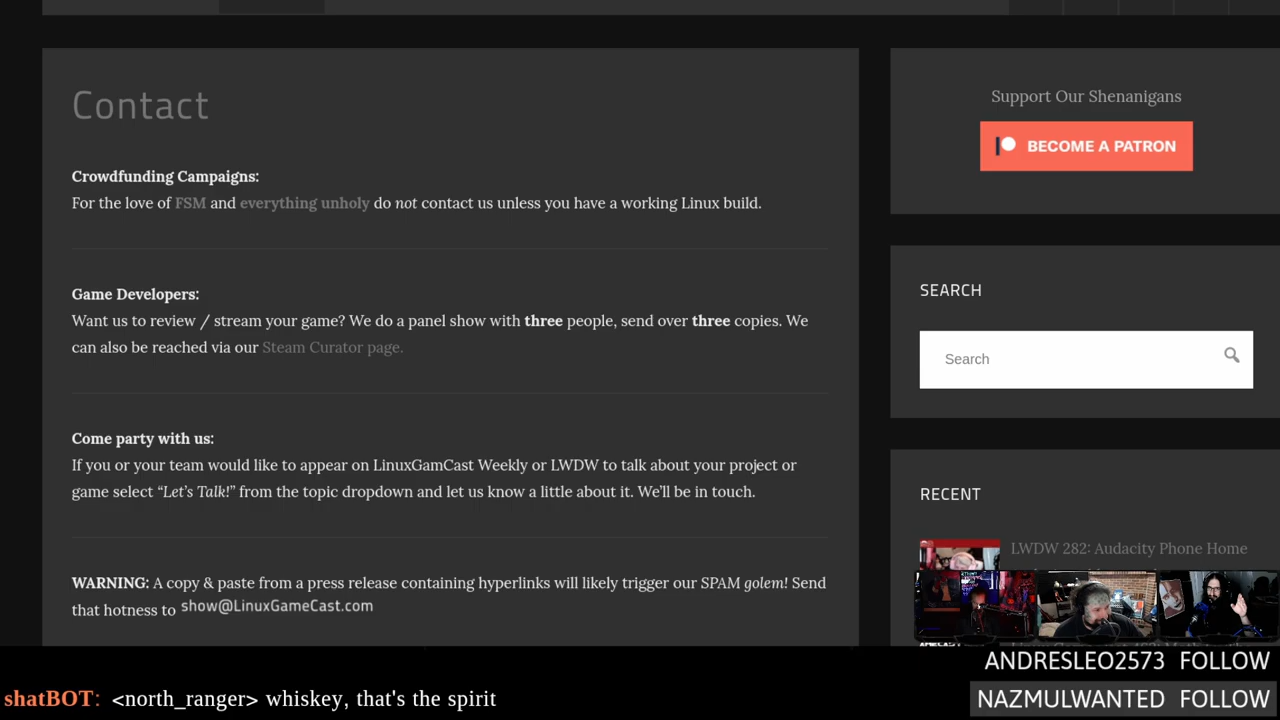 Contact
Crowdfunding Campaigns:
For the love of FSM and everything unholy do not contact us unless you have a working Linux build.
Game Developers:
Want us to review / stream your game? We do a panel show with three people, send over three copies. We
can also be reached via our Steam Curator page.
Come party with us:
If you or your team would like to appear on LinuxGamCast Weekly or LWDW to talk about your project or
game select “Let’s Talk!” from the topic dropdown and let us know a little about it. We’ll be in touch.
WARNING: A copy & paste from a press release containing hyperlinks will likely trigger our SPAM golem! Send
that hotness to show@LinuxGameCast.com
Support Our Shenanigans
BECOME A PATRON
SEARCH
Search
RECENT
LWDW 282: Audacity Phone Home
ANDRESLEO2573 FOLLOW
NAZMULWANTED FOLLOW
shatBOT: <north_ranger> whiskey, that's the spirit